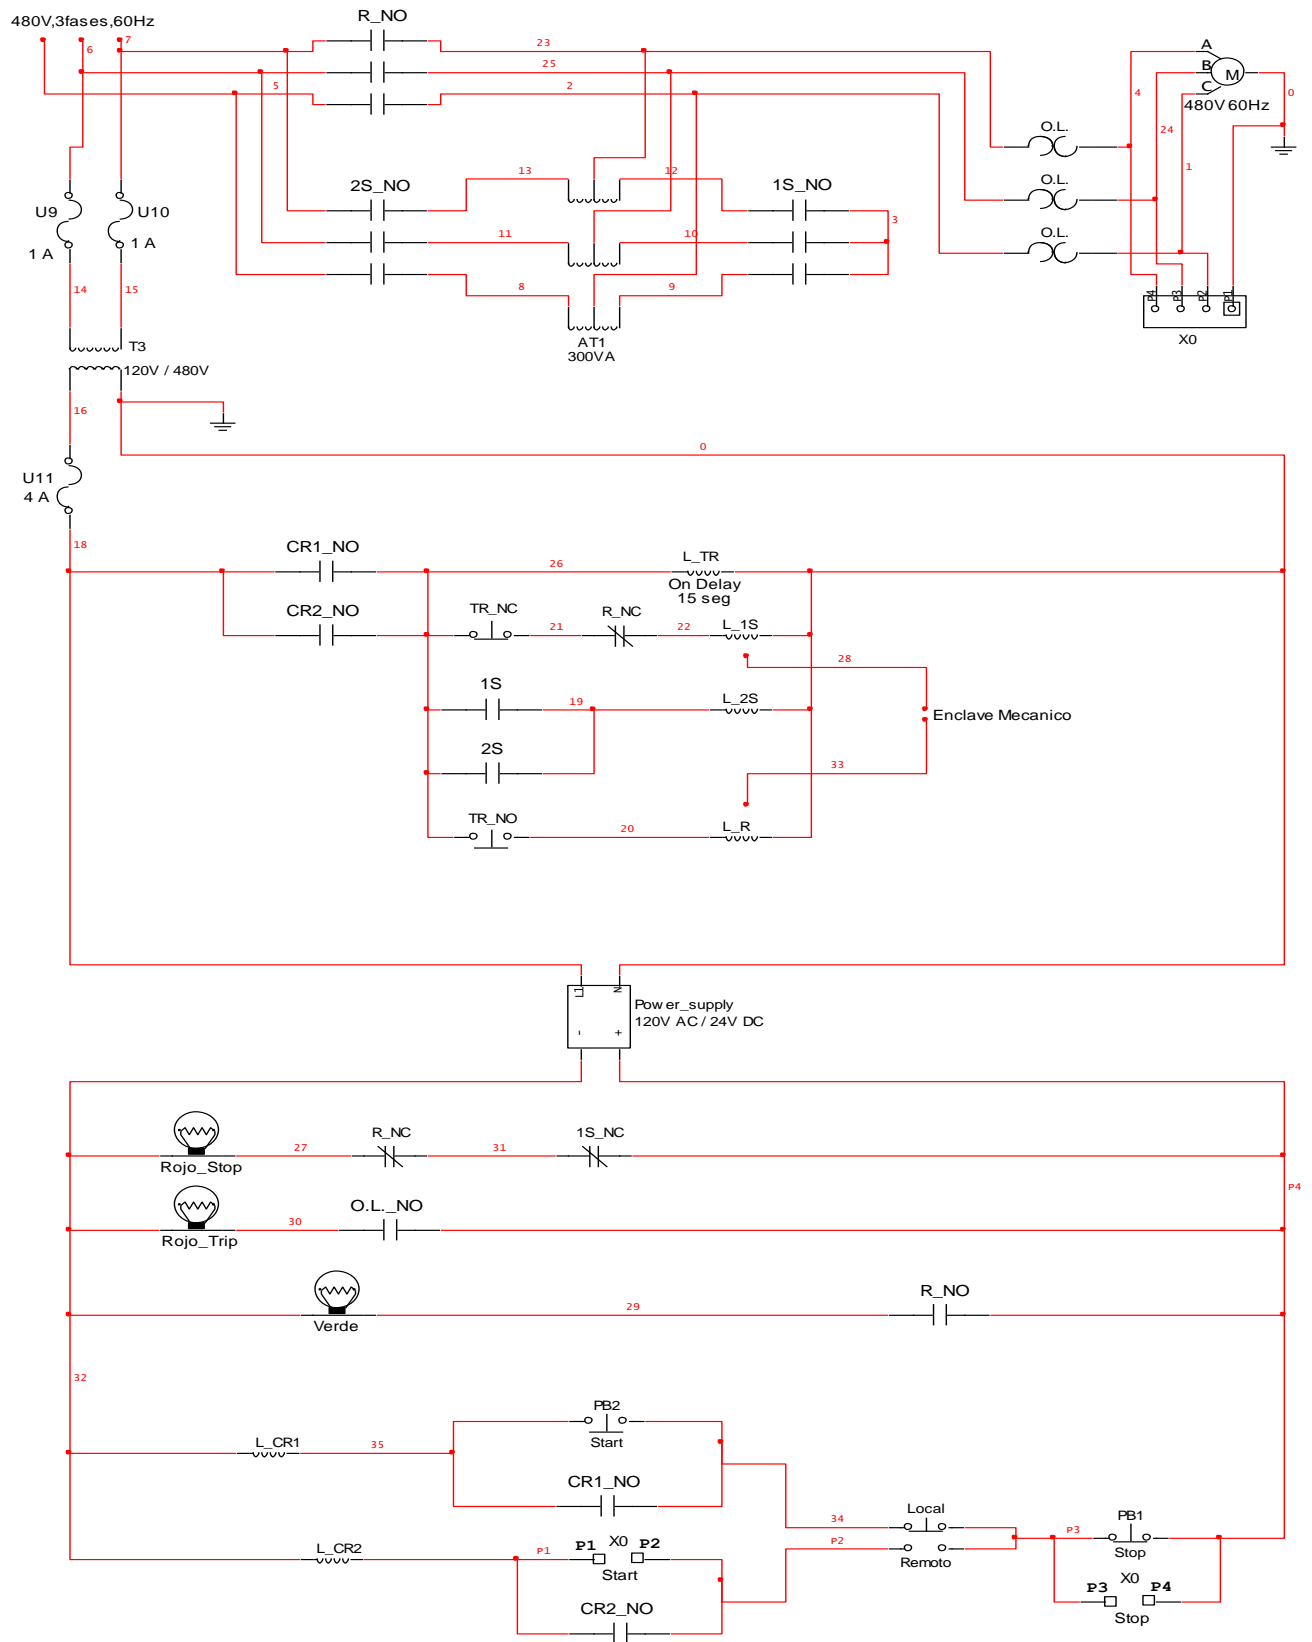 480V,3fases,60Hz
R_NO
6
7
23
25
5
2
A
B
C
M
480V 60Hz
4
0
24
1
O.L.
O.L.
O.L.
13
12
2S_NO
1S_NO
3
11
10
8
9
AT1
300VA
U9
1 A
U10
1 A
14
15
T3
120V / 480V
P4
P3
P2
P1
X0
16
0
U11
4 A
18
CR1_NO
26
L_TR
On Delay
15 seg
CR2_NO
TR_NC
21
R_NC
22
L_1S
28
1S
19
L_2S
Enclave Mecanico
2S
33
TR_NO
20
L_R
L1
N
-
+
Power_supply
120V AC / 24V DC
Rojo_Stop
27
R_NC
31
1S_NC
P4
Rojo_Trip
30
O.L._NO
Verde
29
R_NO
32
L_CR1
35
PB2
Start
CR1_NO
34
Local
P3
PB1
Stop
L_CR2
P1
P1
X0
P2
Start
P2
Remoto
X0
P3
P4
Stop
CR2_NO